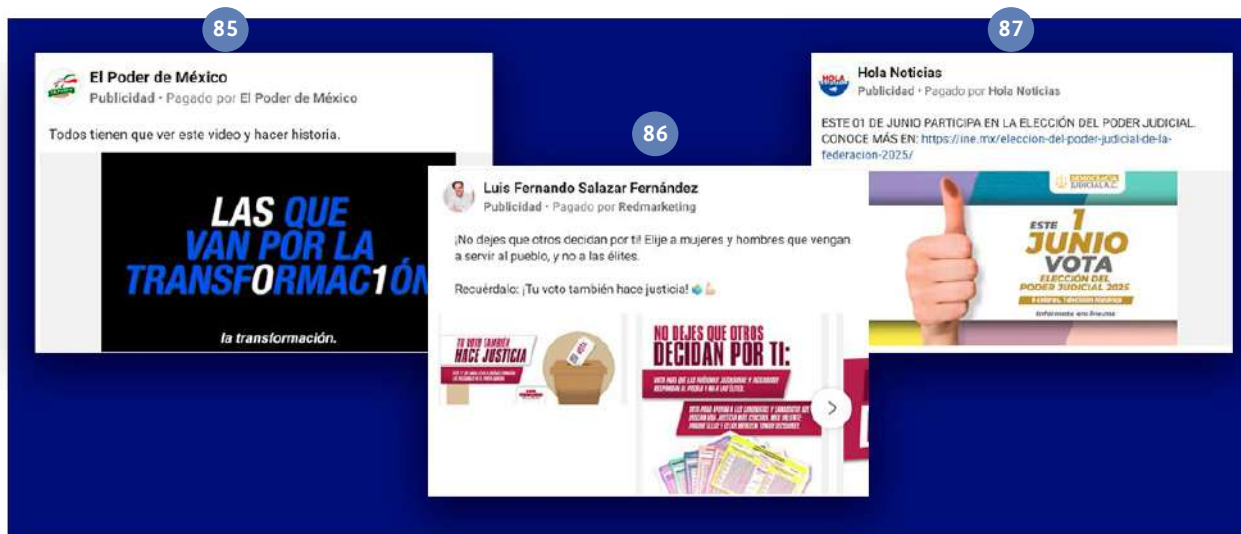 85
El Poder de México
Publicidad · Pagado por El Poder de México
Todos tienen que ver este video y hacer historia.
LAS QUE
VAN POR LA
TRANSFORMAC1ÓN
la transformación.
86
Luis Fernando Salazar Fernández
Publicidad · Pagado por Redmarketing
¡No dejes que otros decidan por ti! Elije a mujeres y hombres que vengan
a servir al pueblo, y no a las élites.
Recuérdalo: ¡Tu voto también hace justicia!
TU VOTO TAMBIÉN
HACE JUSTICIA
VOTA
NO DEJES QUE OTROS
DECIDAN POR TI:
87
Hola Noticias
Publicidad · Pagado por Hola Noticias
ESTE 01 DE JUNIO PARTICIPA EN LA ELECCIÓN DEL PODER JUDICIAL.
CONOCE MÁS EN: https://ine.mx/eleccion-del-poder-judicial-de-la-
federacion-2025/
DEMOCRACIA
JUDICIAL A.C.
ESTE 1
JUNIO
VOTA
ELECCIÓN DEL
PODER JUDICIAL 2025